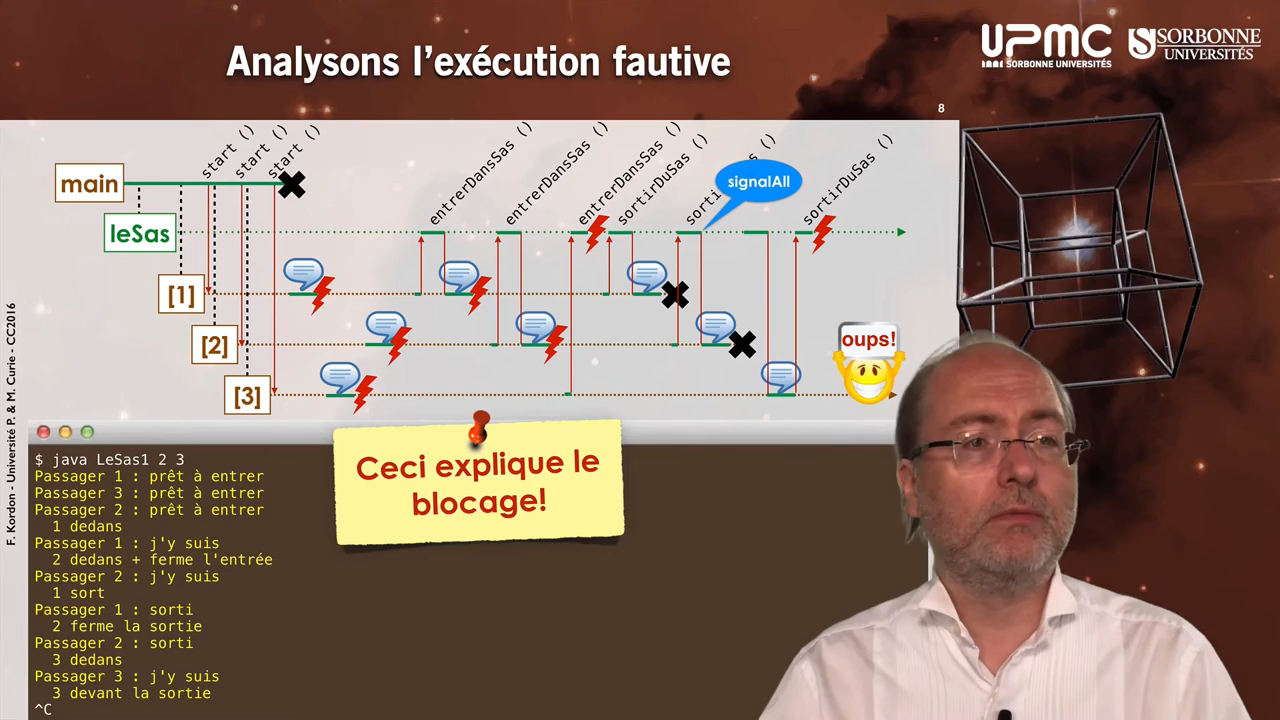 Analysons l'exécution fautive
UPMC
SORBONNE UNIVERSITÉS
SORBONNE
UNIVERSITÉS
8
start ()
start ()
start ()
entrerDansSas ()
entrerDansSas ()
entrerDansSas ()
sortirDuSas ()
sorti
s ()
sortirDuSas ()
signalAll
main
leSas
[1]
[2]
[3]
oups!
Ceci explique le
blocage!
$ java LeSas1 2 3
Passager 1 : prêt à entrer
Passager 3 : prêt à entrer
Passager 2 : prêt à entrer
1 dedans
Passager 1 : j'y suis
2 dedans + ferme l'entrée
Passager 2 : j'y suis
1 sort
Passager 1 : sorti
2 ferme la sortie
Passager 2 : sorti
3 dedans
Passager 3 : j'y suis
3 devant la sortie
^C
F. Kordon - Université P. & M. Curie - CC2016